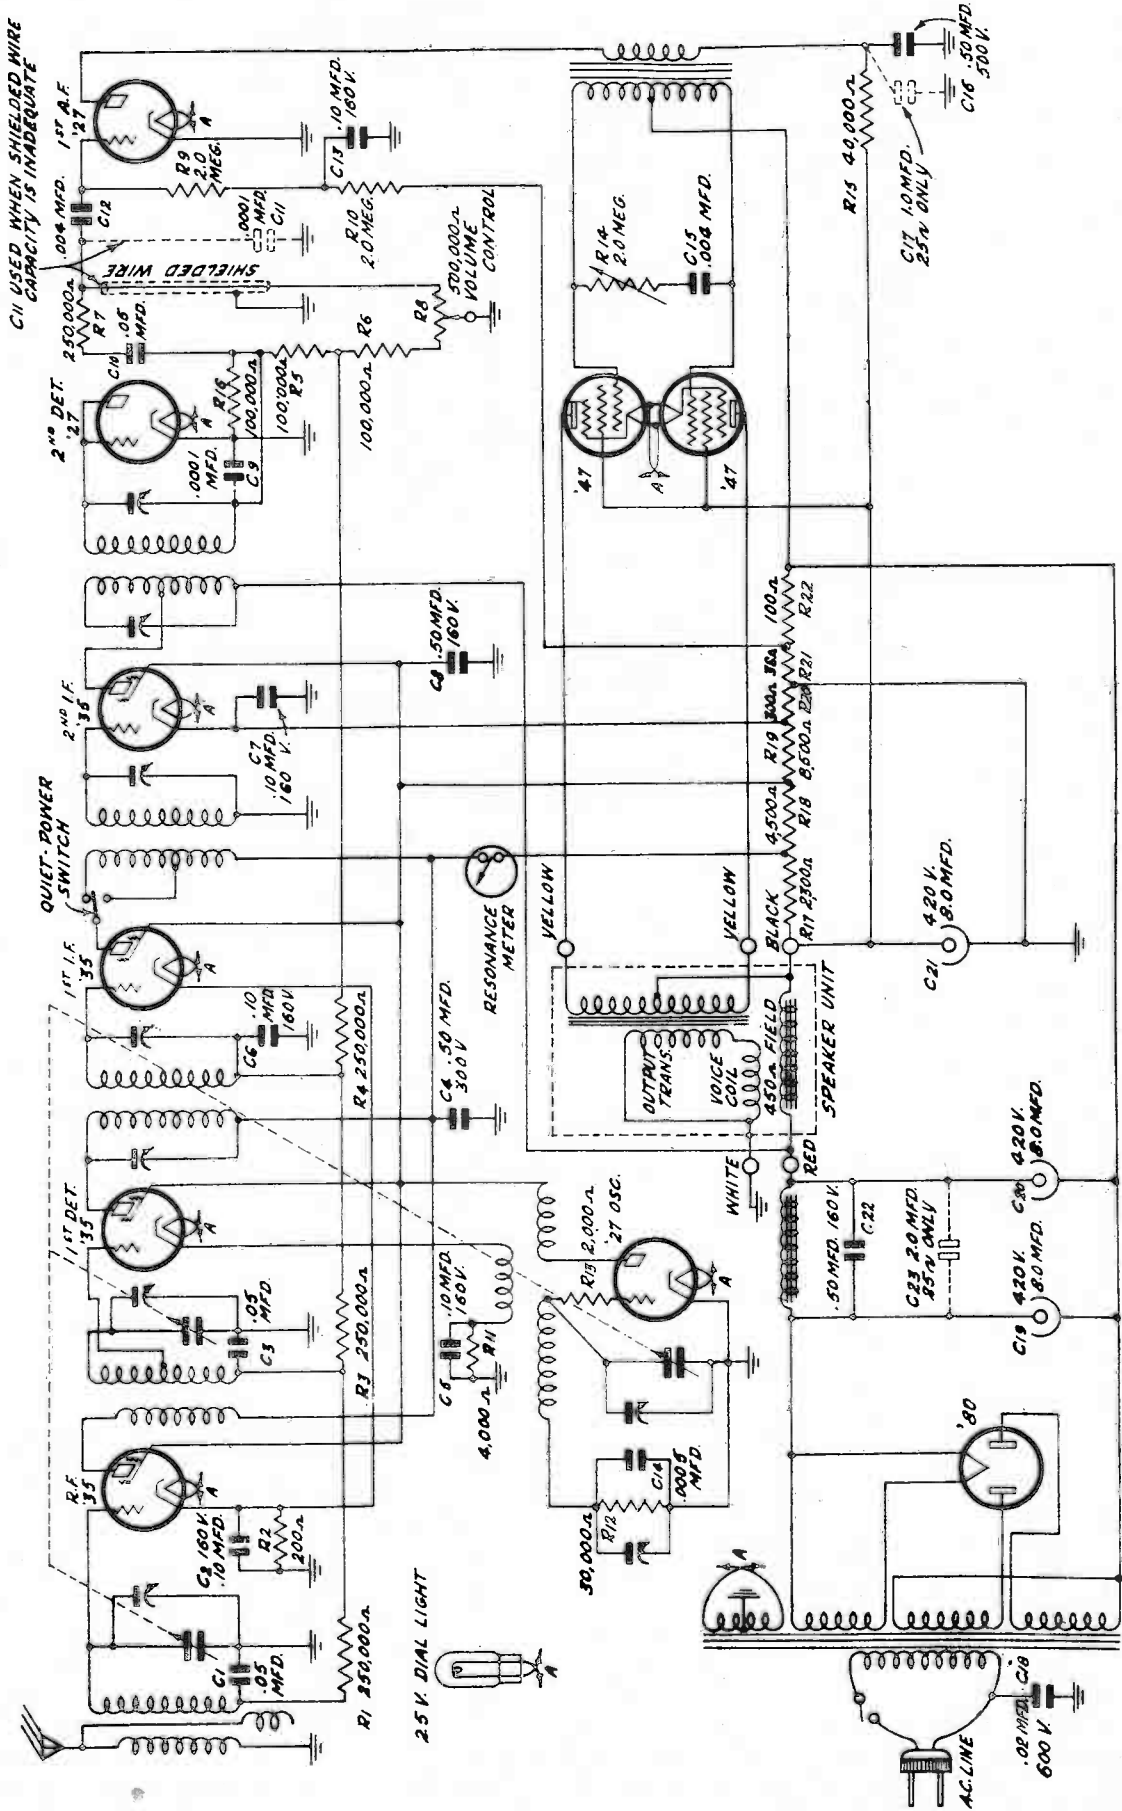 C11 USED WHEN SHIELDED WIRE
CAPACITY IS INADEQUATE
R.F.
'35
1ST DET.
'35
1ST I.F.
'35
QUIET-POWER
SWITCH
2ND I.F.
'35
2ND DET.
'27
1ST A.F.
'27
A
A
A
A
A
A
C1
.05
MFD.
C2 160V.
.10 MFD.
R2
200Ω
R1 250,000Ω
C3
.05
MFD.
R3 250,000Ω
C6
.10
MFD
160V.
R4 250,000Ω
C7
.10 MFD.
160 V.
C8 .50 MFD.
160 V.
.0001
MFD.
C9
R16
100,000Ω
100,000Ω
R5
100,000Ω
R6
C10
.05
MFD.
250,000Ω
R7
SHIELDED WIRE
.004 MFD.
C12
.0001
MFD.
C11
R9
2.0
MEG.
C13
.10 MFD.
160 V.
R10
2.0 MEG.
R8
500,000Ω
VOLUME
CONTROL
2.5 V. DIAL LIGHT
A
C5
.10 MFD.
160V.
R11
4,000Ω
C4 .50 MFD.
300 V
RESONANCE
METER
30,000Ω
R12
C14
.0005
MFD.
R13 2,000Ω
'27 OSC.
A
YELLOW
YELLOW
BLACK
WHITE
RED
OUTPUT
TRANS.
VOICE
COIL
450Ω FIELD
SPEAKER UNIT
'47
'47
A
R14
2.0 MEG.
C15
.004 MFD.
R17 2300Ω
4,500Ω
R18
R19 8,500Ω
300Ω R20
38Ω R21
100Ω
R22
R15 40,000Ω
C17 1.0 MFD.
25~ ONLY
C16
.50 MFD.
500 V.
C21
420 V.
8.0 MFD.
.50 MFD. 160V.
C22
C23 2.0 MFD.
25~ ONLY
C19
420V.
8.0 MFD.
C20
420V.
8.0 MFD.
'80
A
A.C. LINE
.02 MFD. C18
600 V.